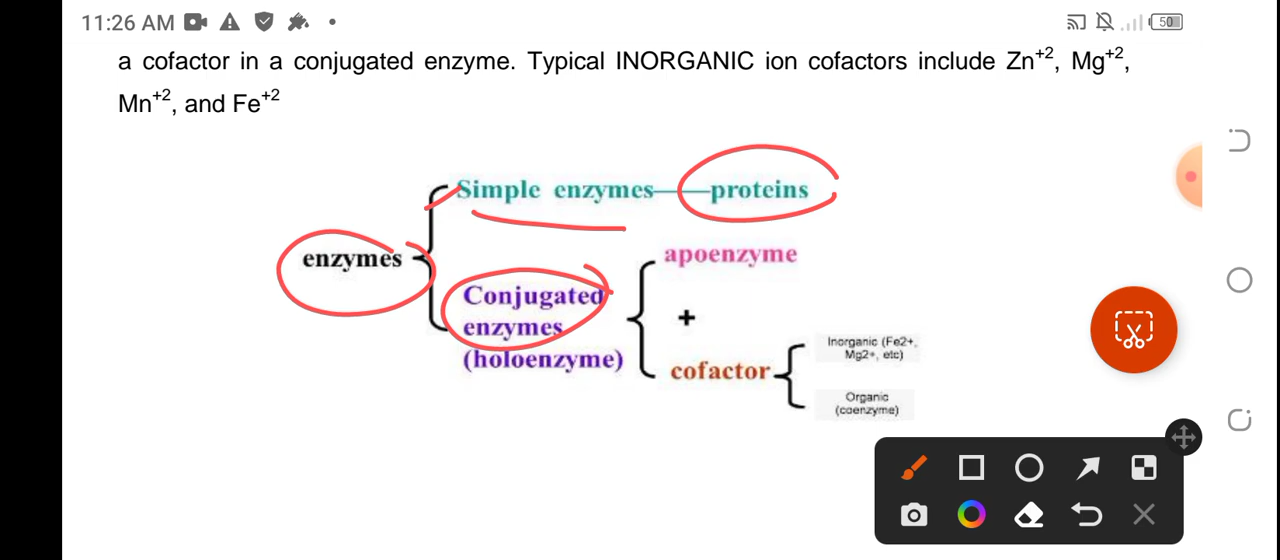 11:26 AM
50
a cofactor in a conjugated enzyme. Typical INORGANIC ion cofactors include Zn⁺², Mg⁺²,
Mn⁺², and Fe⁺²
Simple enzymes—proteins
enzymes
apoenzyme
Conjugated
enzymes
(holoenzyme)
+
cofactor
Inorganic (Fe2+,
Mg2+, etc)
Organic
(coenzyme)